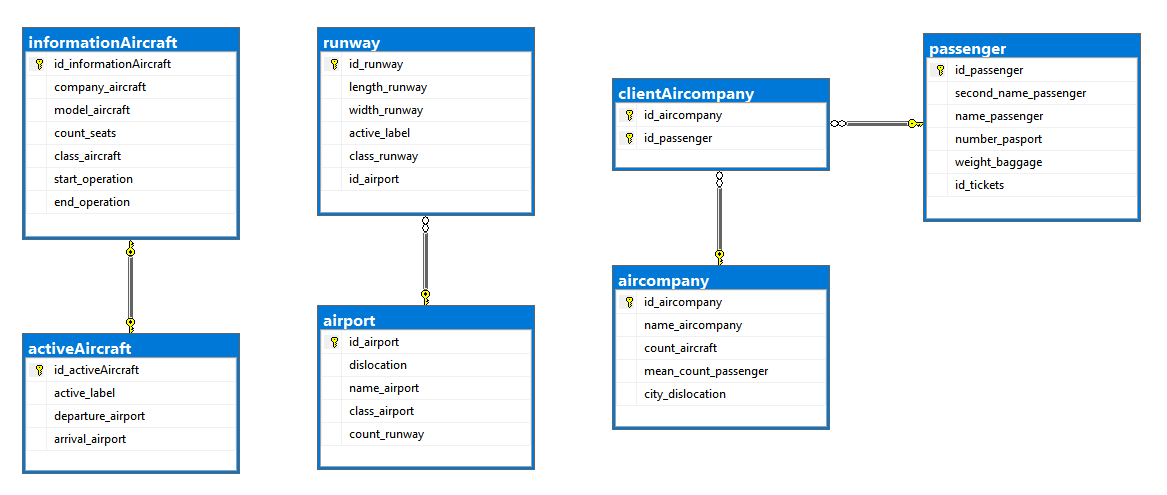 informationAircraft
id_informationAircraft
company_aircraft
model_aircraft
count_seats
class_aircraft
start_operation
end_operation
activeAircraft
id_activeAircraft
active_label
departure_airport
arrival_airport
runway
id_runway
length_runway
width_runway
active_label
class_runway
id_airport
airport
id_airport
dislocation
name_airport
class_airport
count_runway
clientAircompany
id_aircompany
id_passenger
aircompany
id_aircompany
name_aircompany
count_aircraft
mean_count_passenger
city_dislocation
passenger
id_passenger
second_name_passenger
name_passenger
number_pasport
weight_baggage
id_tickets